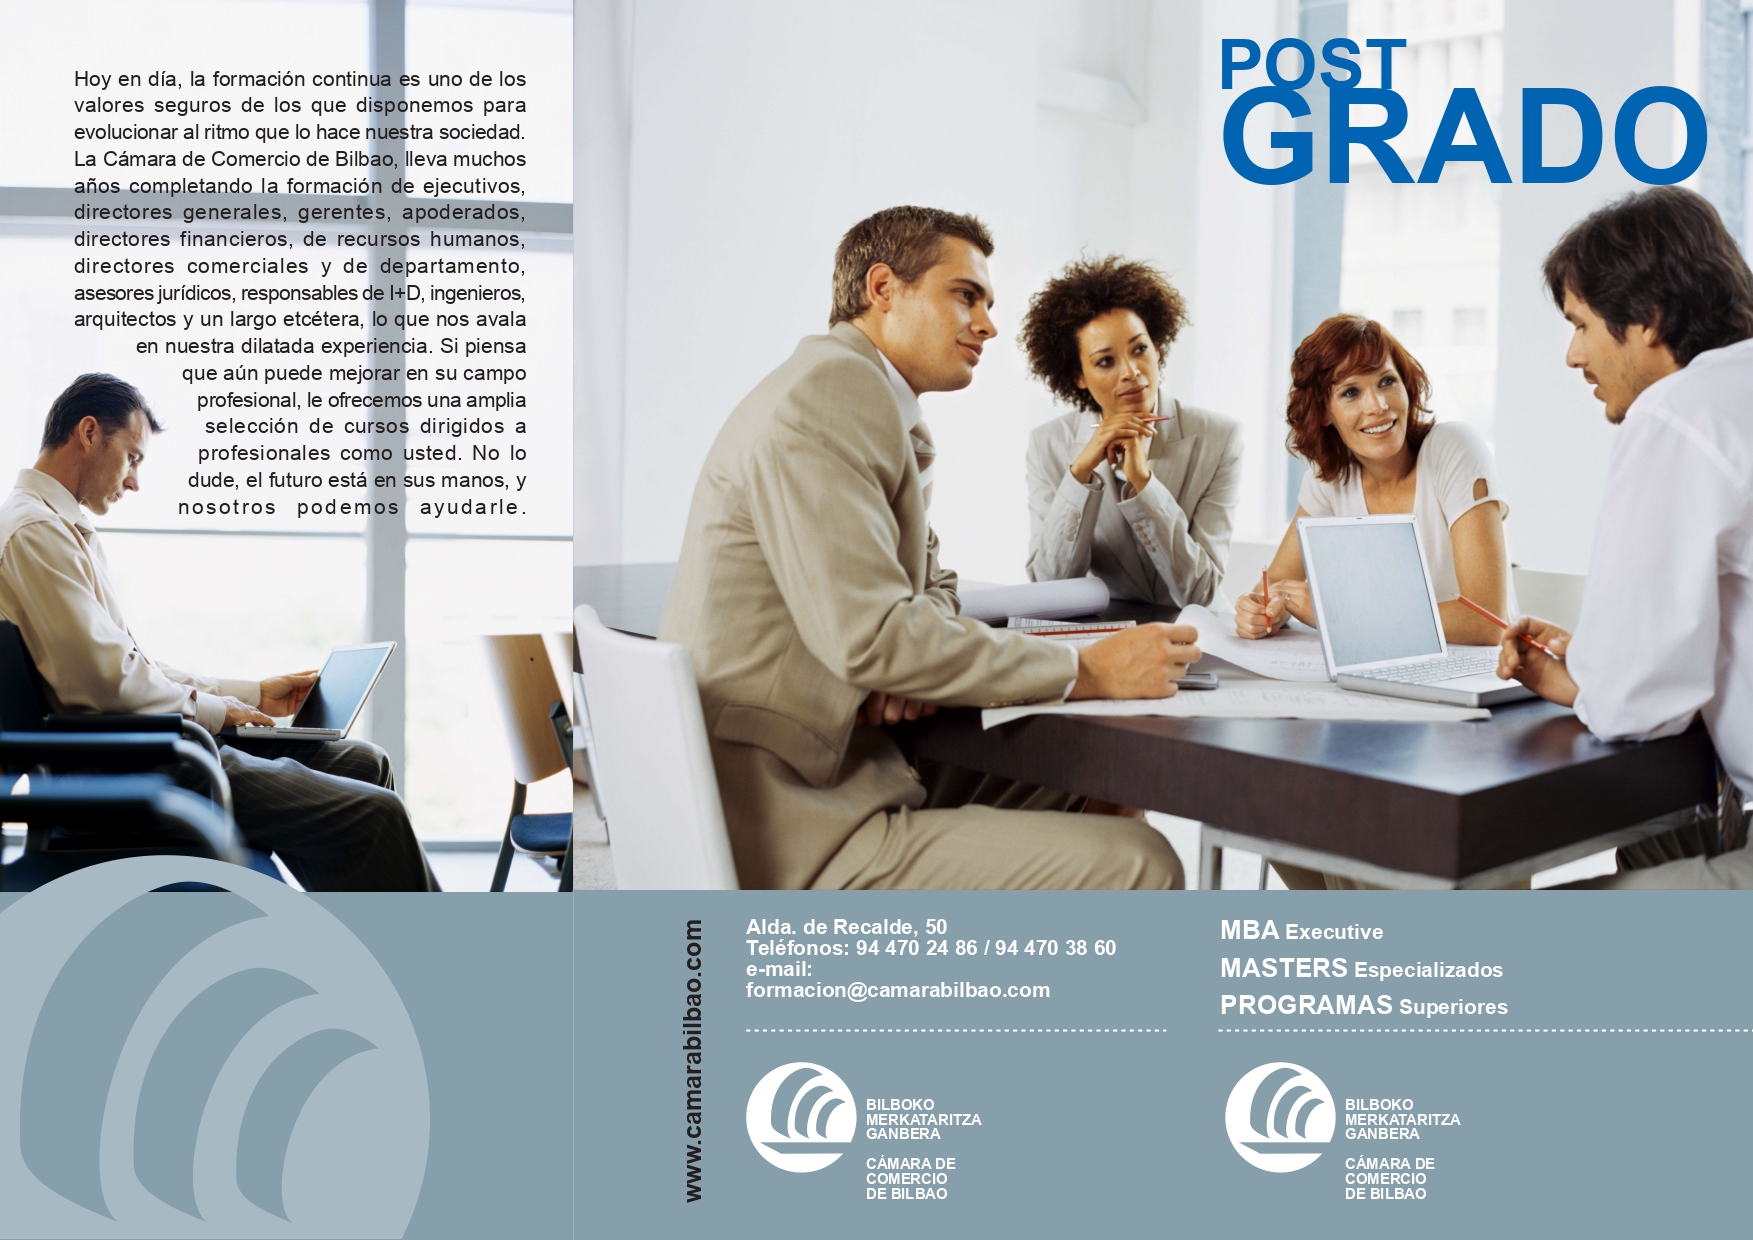 Hoy en día, la formación continua es uno de los
valores seguros de los que disponemos para
evolucionar al ritmo que lo hace nuestra sociedad.
La Cámara de Comercio de Bilbao, lleva muchos
años completando la formación de ejecutivos,
directores generales, gerentes, apoderados,
directores financieros, de recursos humanos,
directores comerciales y de departamento,
asesores jurídicos, responsables de I+D, ingenieros,
arquitectos y un largo etcétera, lo que nos avala
en nuestra dilatada experiencia. Si piensa
que aún puede mejorar en su campo
profesional, le ofrecemos una amplia
selección de cursos dirigidos a
profesionales como usted. No lo
dude, el futuro está en sus manos, y
nosotros podemos ayudarle.
POST
GRADO
www.camarabilbao.com
Alda. de Recalde, 50
Teléfonos: 94 470 24 86 / 94 470 38 60
e-mail:
formacion@camarabilbao.com
BILBOKO
MERKATARITZA
GANBERA
CÁMARA DE
COMERCIO
DE BILBAO
MBA Executive
MASTERS Especializados
PROGRAMAS Superiores
BILBOKO
MERKATARITZA
GANBERA
CÁMARA DE
COMERCIO
DE BILBAO